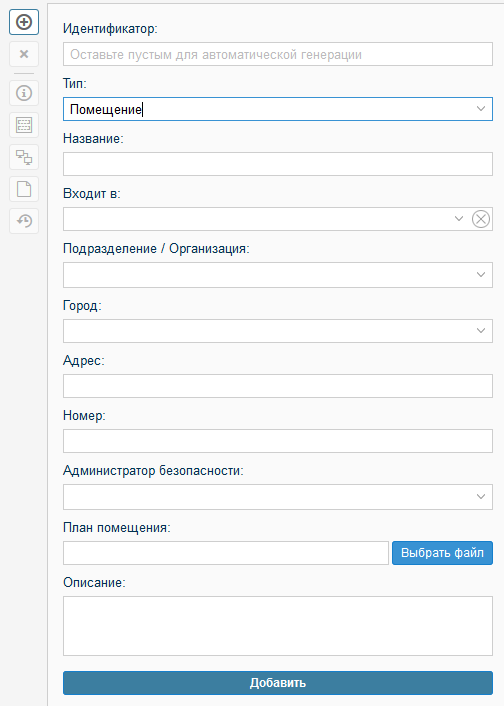 Идентификатор:
Оставьте пустым для автоматической генерации
Тип:
Помещение
Название:
Входит в:
Подразделение / Организация:
Город:
Адрес:
Номер:
Администратор безопасности:
План помещения:
Выбрать файл
Описание:
Добавить